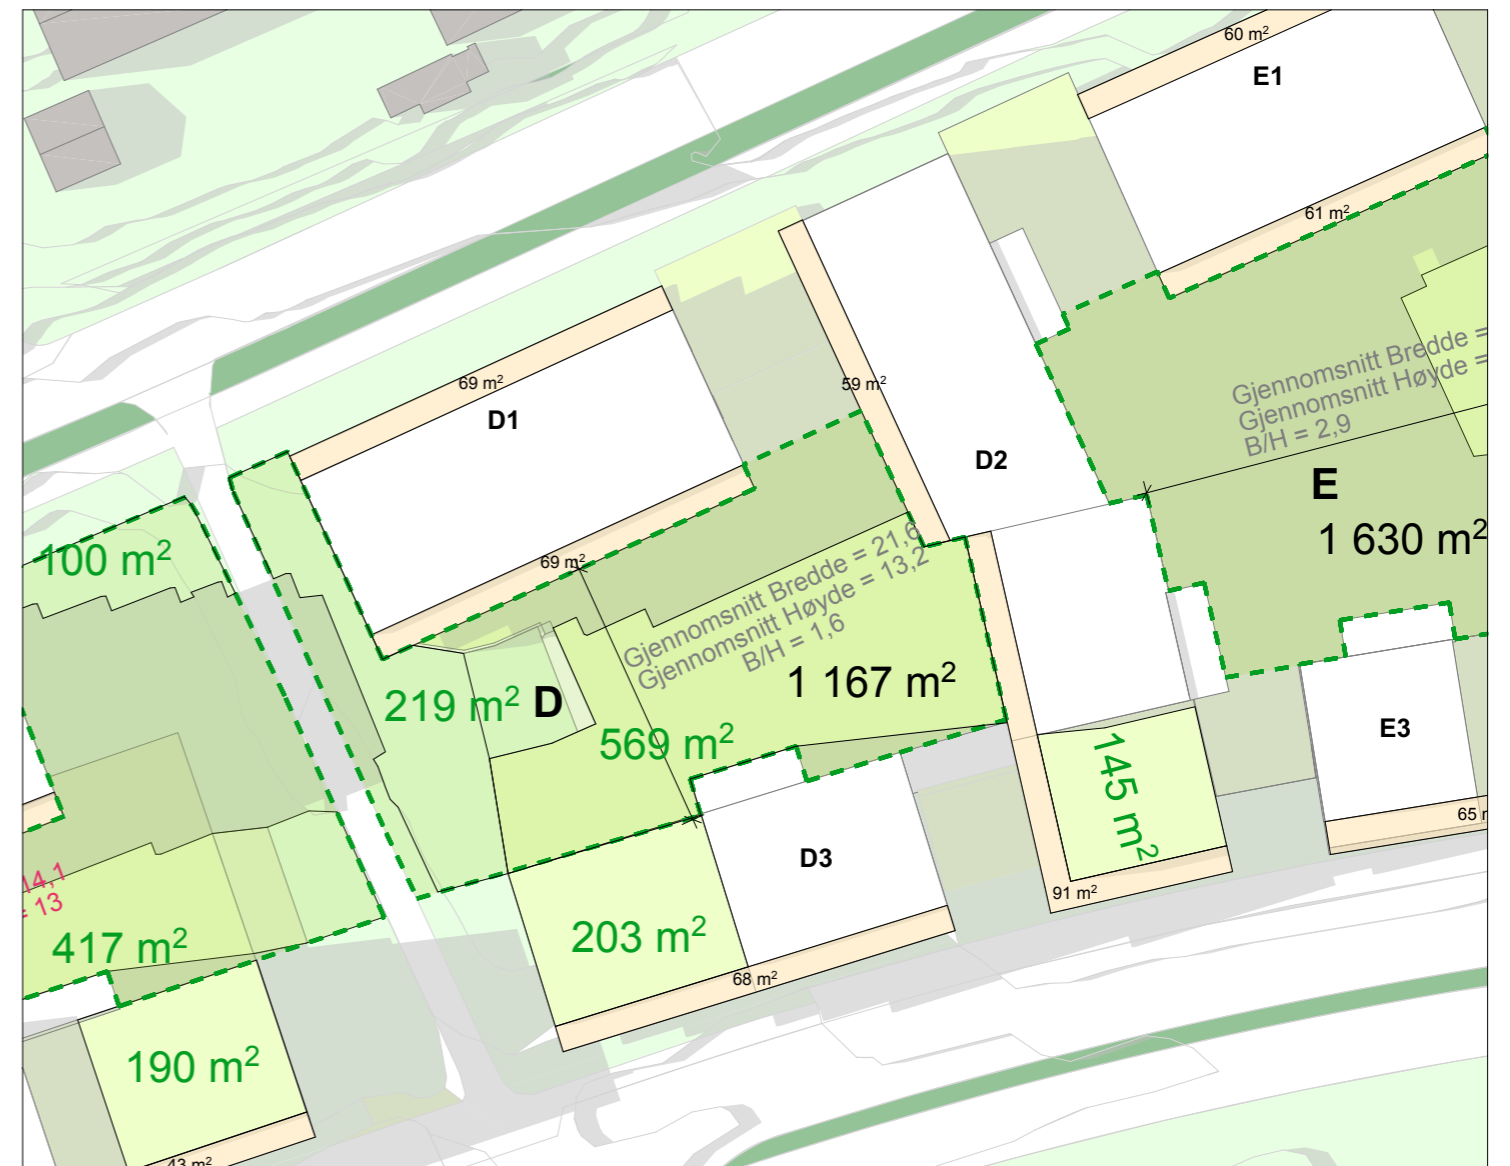 60 m²
E1
61 m²
69 m²
D1
59 m²
D2
Gjennomsnitt Bredde =
Gjennomsnitt Høyde =
B/H = 2,9
E
1 630 m²
100 m²
69 m²
Gjennomsnitt Bredde = 21,6
Gjennomsnitt Høyde = 13,2
B/H = 1,6
1 167 m²
219 m²
D
569 m²
E3
145 m²
65
D3
14,1
= 13
91 m²
417 m²
203 m²
68 m²
190 m²
43 m²